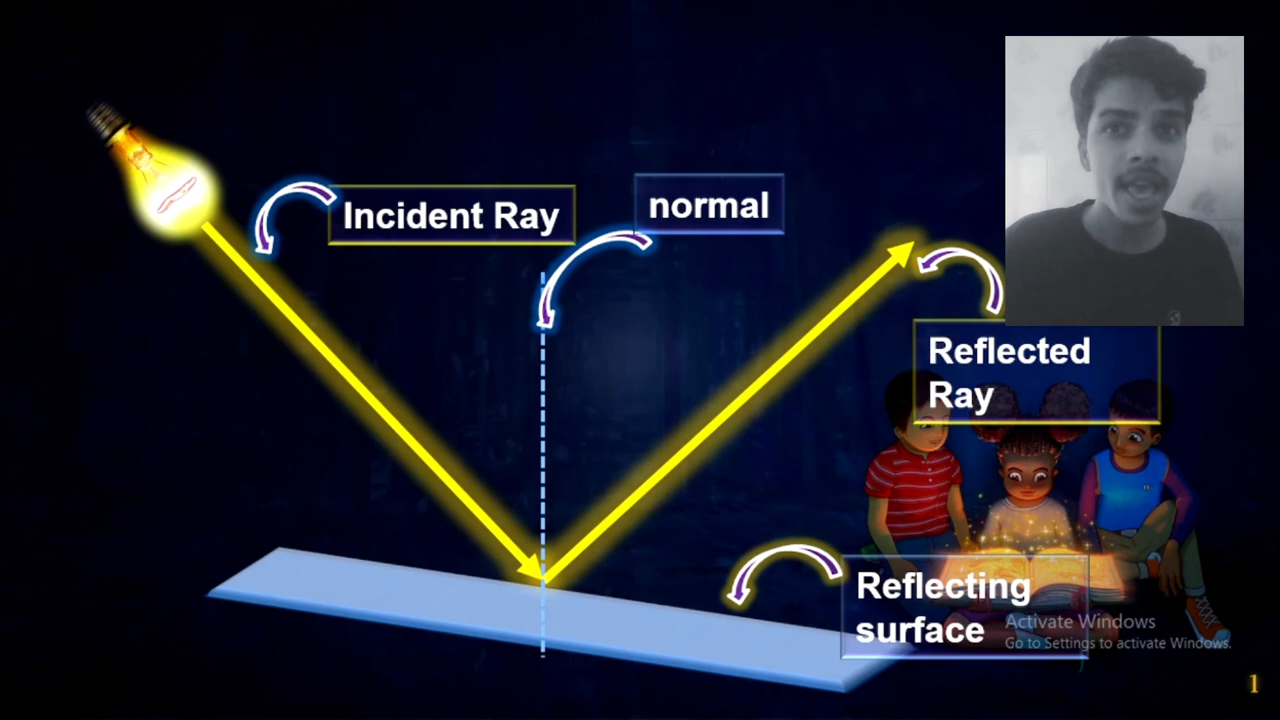 Incident Ray
normal
Reflected
Ray
Reflecting
surface
Activate Windows
Go to Settings to activate Windows.
1